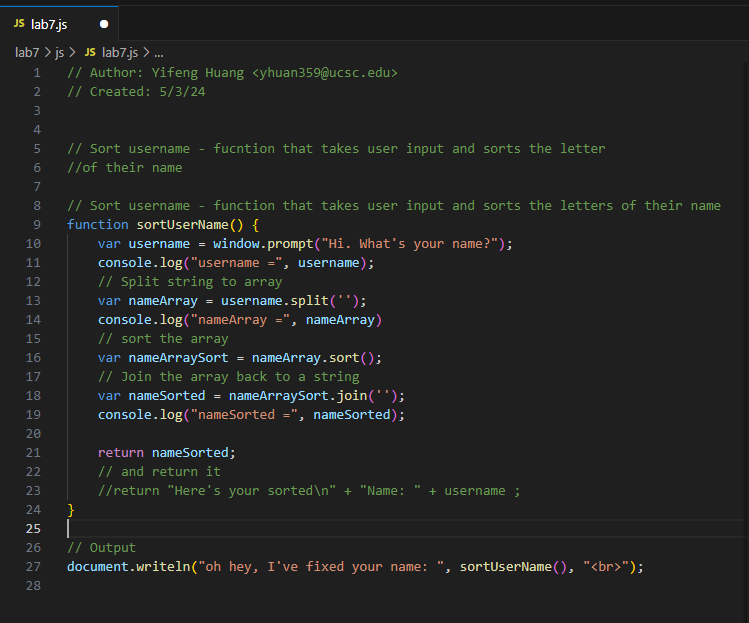 JS lab7.js
lab7 > js > JS lab7.js > ...
1 // Author: Yifeng Huang <yhuan359@ucsc.edu>
2 // Created: 5/3/24
3
4
5 // Sort username - fucntion that takes user input and sorts the letter
6 //of their name
7
8 // Sort username - function that takes user input and sorts the letters of their name
9 function sortUserName() {
10     var username = window.prompt("Hi. What's your name?");
11     console.log("username =", username);
12     // Split string to array
13     var nameArray = username.split('');
14     console.log("nameArray =", nameArray)
15     // sort the array
16     var nameArraySort = nameArray.sort();
17     // Join the array back to a string
18     var nameSorted = nameArraySort.join('');
19     console.log("nameSorted =", nameSorted);
20
21     return nameSorted;
22     // and return it
23     //return "Here's your sorted\n" + "Name: " + username ;
24 }
25
26 // Output
27 document.writeln("oh hey, I've fixed your name: ", sortUserName(), "<br>");
28